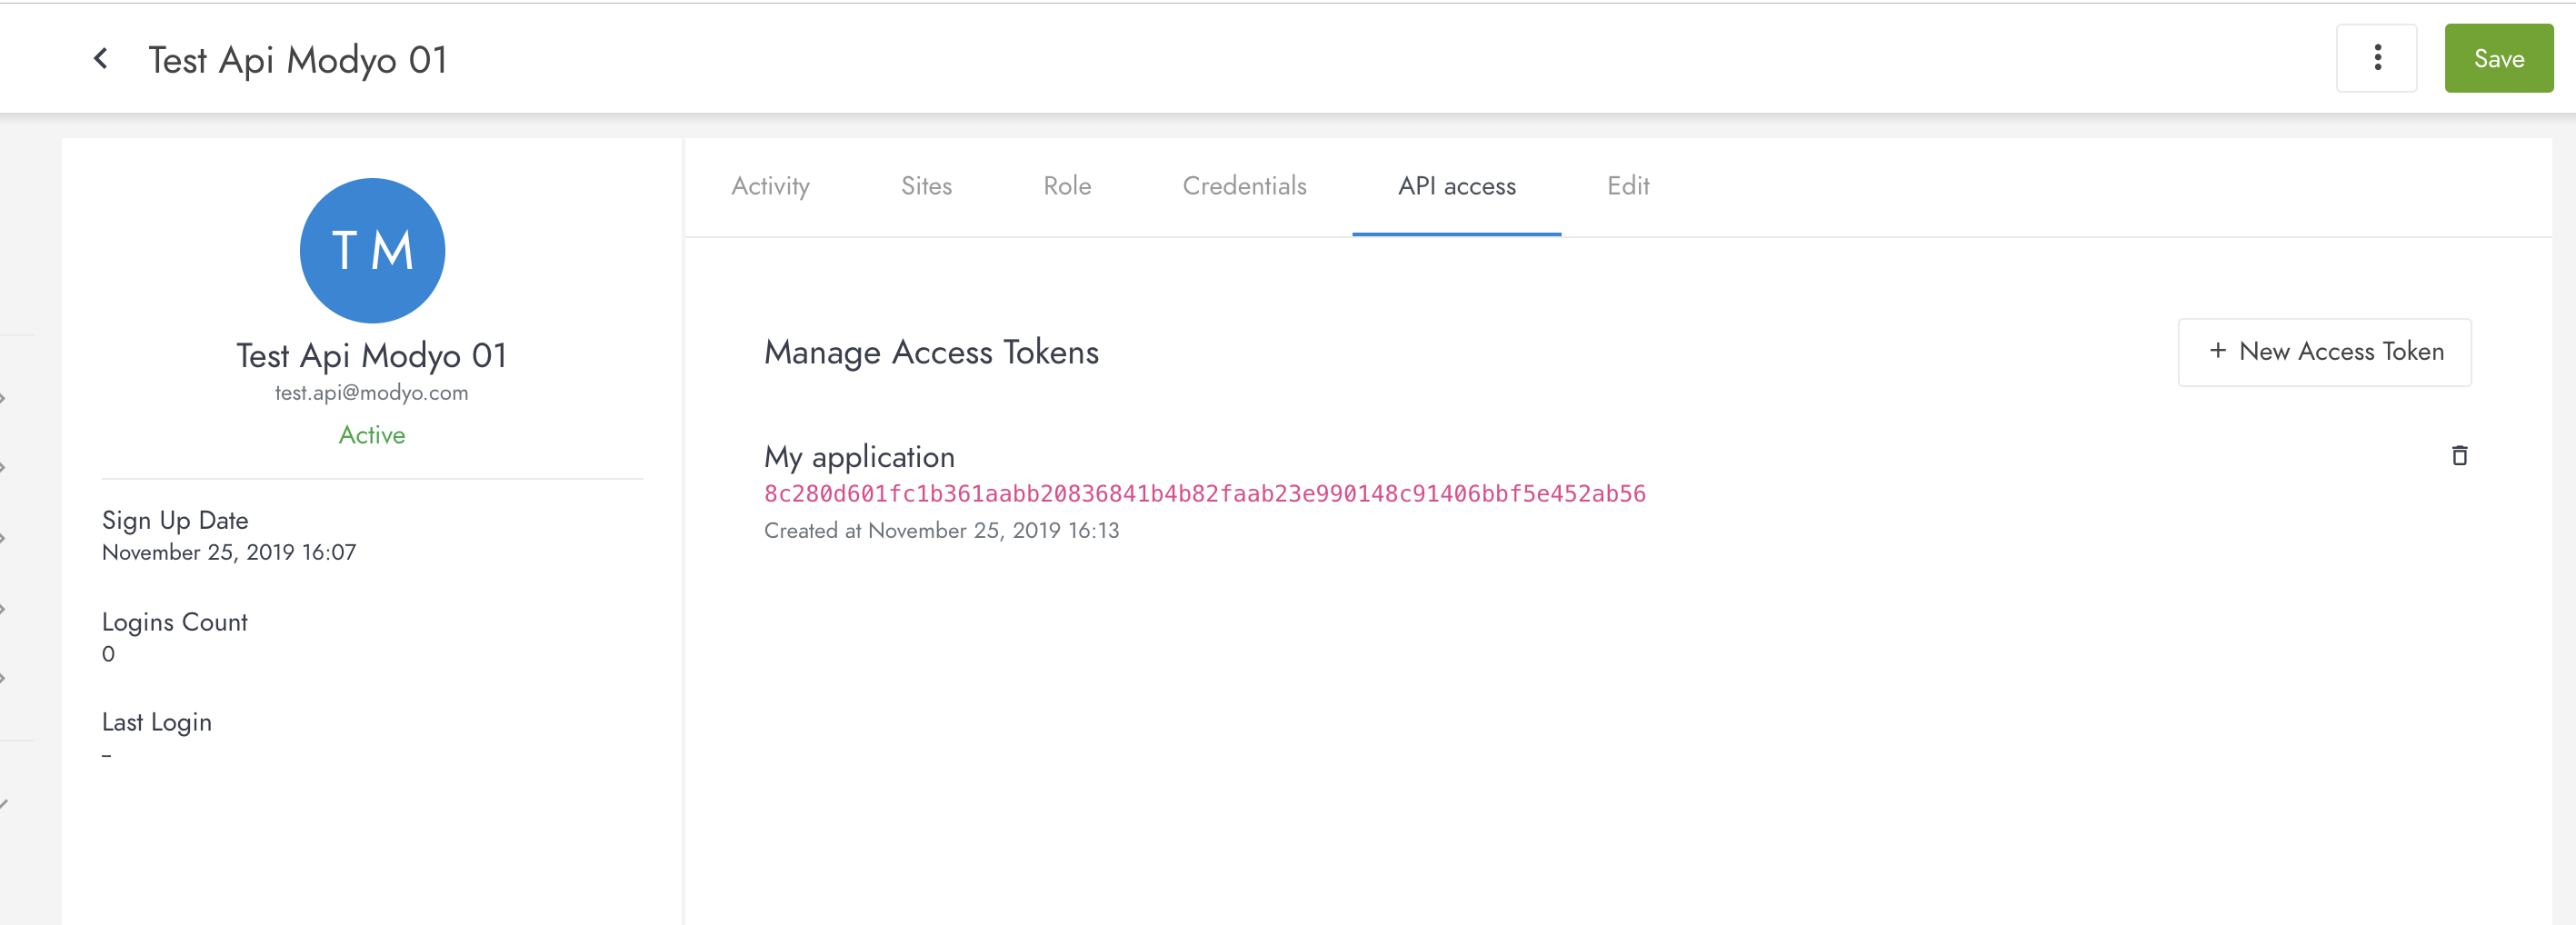 Test Api Modyo 01
Save
T M
Test Api Modyo 01
test.api@modyo.com
Active
Sign Up Date
November 25, 2019 16:07
Logins Count
0
Last Login
–
Activity Sites Role Credentials API access Edit
Manage Access Tokens
+ New Access Token
My application
8c280d601fc1b361aabb20836841b4b82faab23e990148c91406bbf5e452ab56
Created at November 25, 2019 16:13